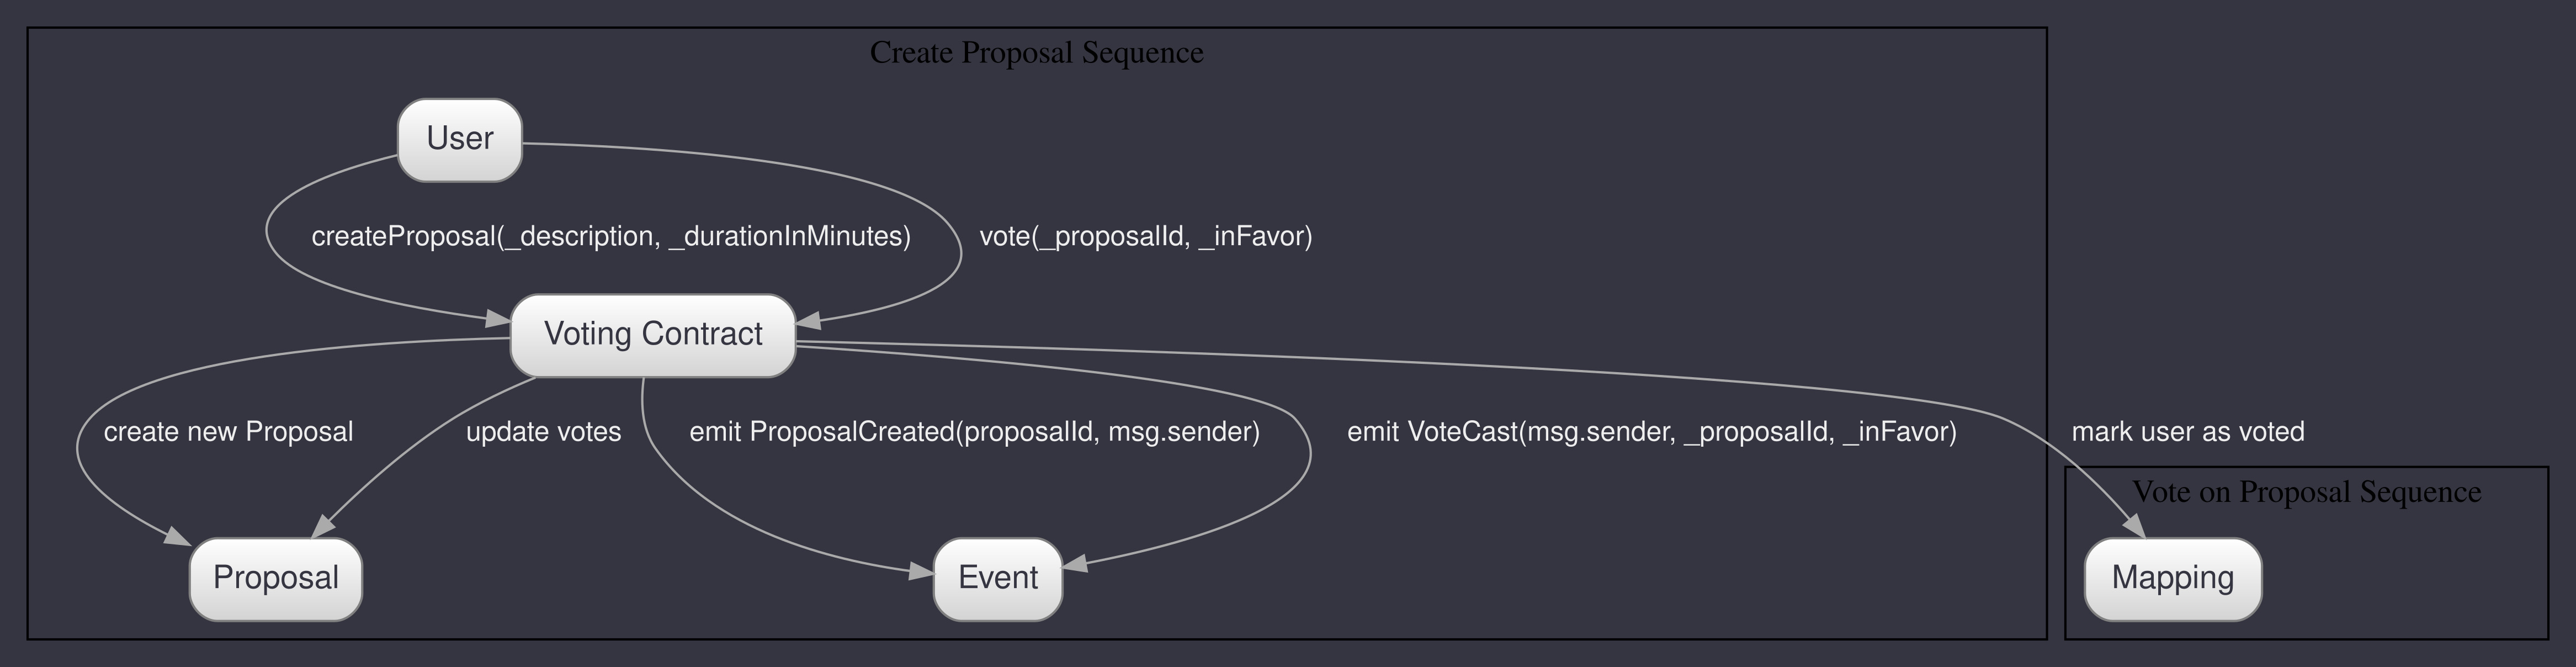 Create Proposal Sequence
User
createProposal(_description, _durationInMinutes)
vote(_proposalId, _inFavor)
Voting Contract
create new Proposal
update votes
emit ProposalCreated(proposalId, msg.sender)
emit VoteCast(msg.sender, _proposalId, _inFavor)
mark user as voted
Vote on Proposal Sequence
Proposal
Event
Mapping